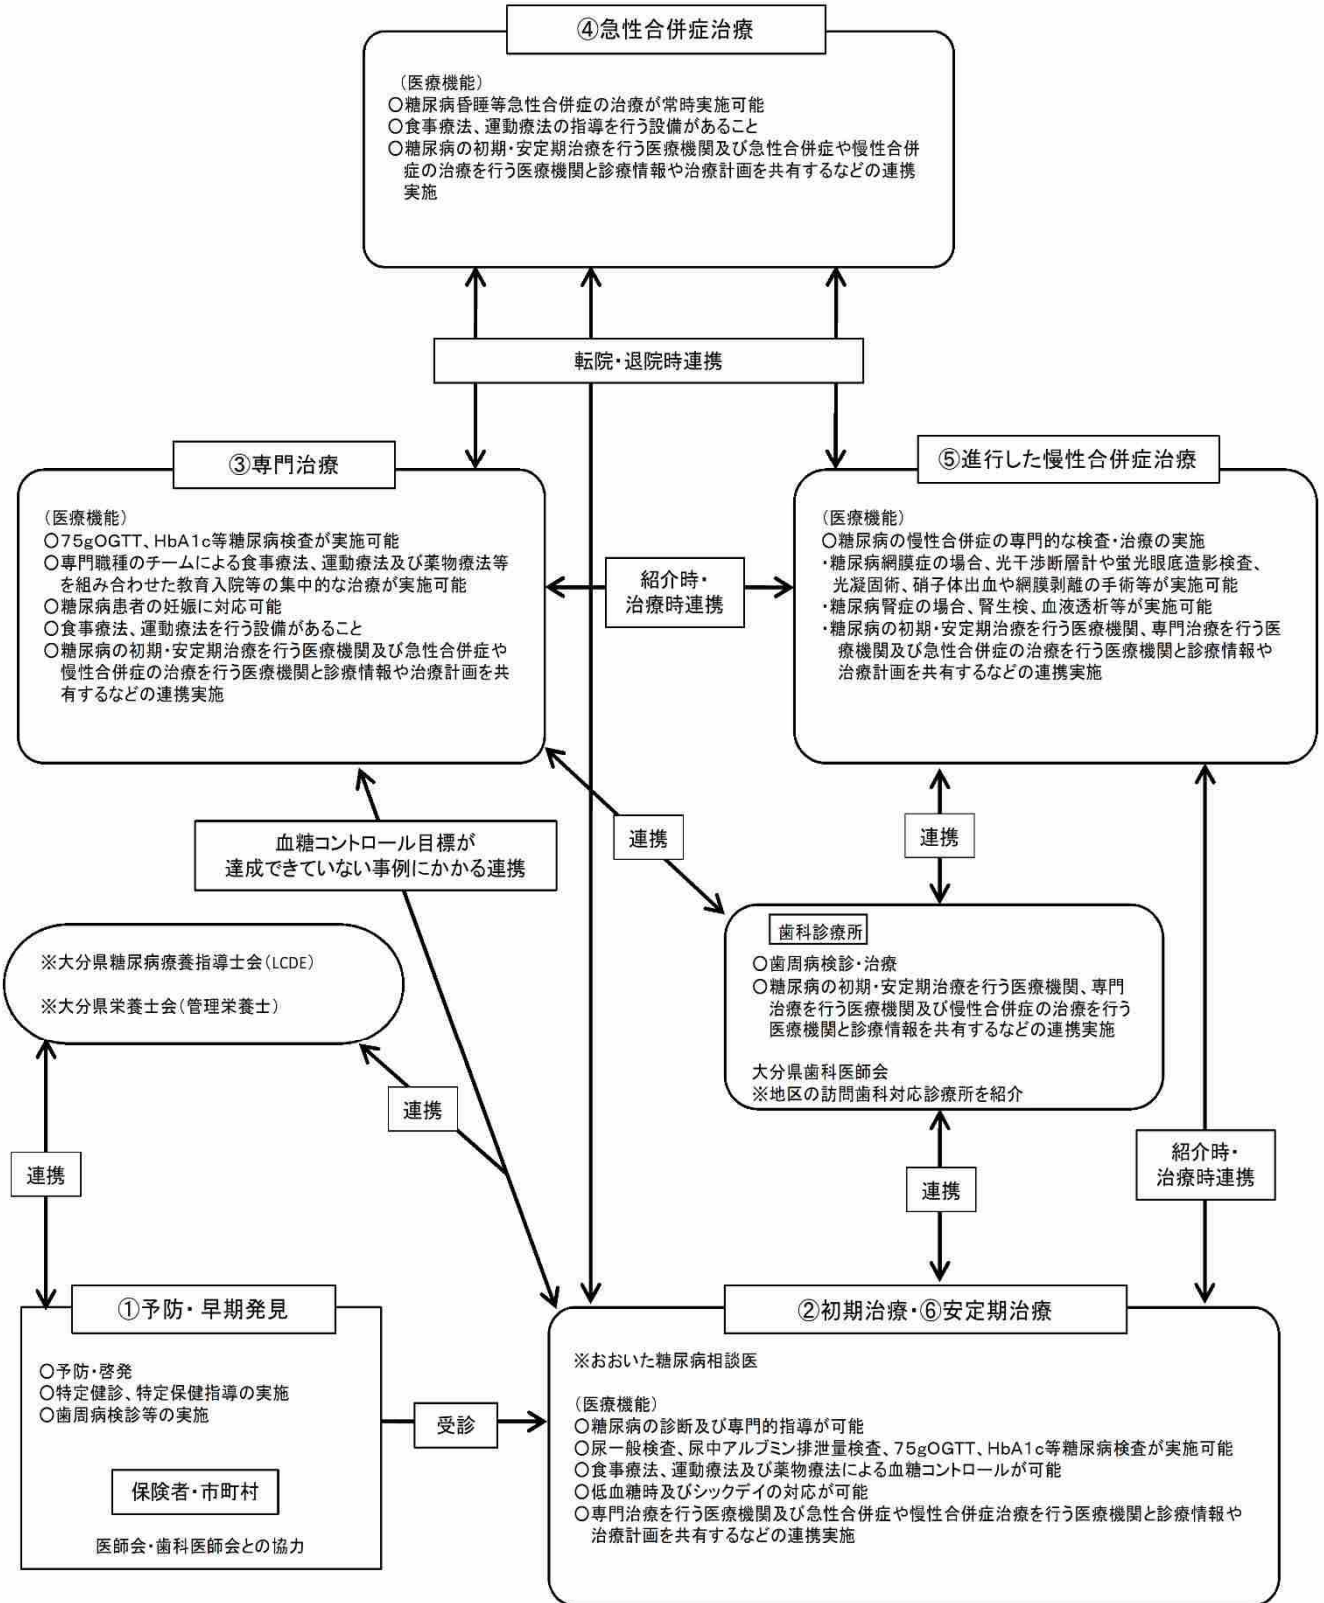 ④急性合併症治療
（医療機能）
○糖尿病昏睡等急性合併症の治療が常時実施可能
○食事療法、運動療法の指導を行う設備があること
○糖尿病の初期・安定期治療を行う医療機関及び急性合併症や慢性合併
症の治療を行う医療機関と診療情報や治療計画を共有するなどの連携
実施
転院・退院時連携
③専門治療
（医療機能）
○75gOGTT、HbA1c等糖尿病検査が実施可能
○専門職種のチームによる食事療法、運動療法及び薬物療法等
を組み合わせた教育入院等の集中的な治療が実施可能
○糖尿病患者の妊娠に対応可能
○食事療法、運動療法を行う設備があること
○糖尿病の初期・安定期治療を行う医療機関及び急性合併症や
慢性合併症の治療を行う医療機関と診療情報や治療計画を共
有するなどの連携実施
紹介時・
治療時連携
⑤進行した慢性合併症治療
（医療機能）
○糖尿病の慢性合併症の専門的な検査・治療の実施
・糖尿病網膜症の場合、光干渉断層計や蛍光眼底造影検査、
光凝固術、硝子体出血や網膜剥離の手術等が実施可能
・糖尿病腎症の場合、腎生検、血液透析等が実施可能
・糖尿病の初期・安定期治療を行う医療機関、専門治療を行う医
療機関及び急性合併症の治療を行う医療機関と診療情報や
治療計画を共有するなどの連携実施
血糖コントロール目標が
達成できていない事例にかかる連携
連携
連携
※大分県糖尿病療養指導士会（LCDE）
※大分県栄養士会（管理栄養士）
歯科診療所
○歯周病検診・治療
○糖尿病の初期・安定期治療を行う医療機関、専門
治療を行う医療機関及び慢性合併症の治療を行う
医療機関と診療情報を共有するなどの連携実施
大分県歯科医師会
※地区の訪問歯科対応診療所を紹介
連携
連携
連携
紹介時・
治療時連携
①予防・早期発見
○予防・啓発
○特定健診、特定保健指導の実施
○歯周病検診等の実施
保険者・市町村
医師会・歯科医師会との協力
受診
②初期治療・⑥安定期治療
※おおいた糖尿病相談医
（医療機能）
○糖尿病の診断及び専門的指導が可能
○尿一般検査、尿中アルブミン排泄量検査、75gOGTT、HbA1c等糖尿病検査が実施可能
○食事療法、運動療法及び薬物療法による血糖コントロールが可能
○低血糖時及びシックデイの対応が可能
○専門治療を行う医療機関及び急性合併症や慢性合併症治療を行う医療機関と診療情報や
治療計画を共有するなどの連携実施